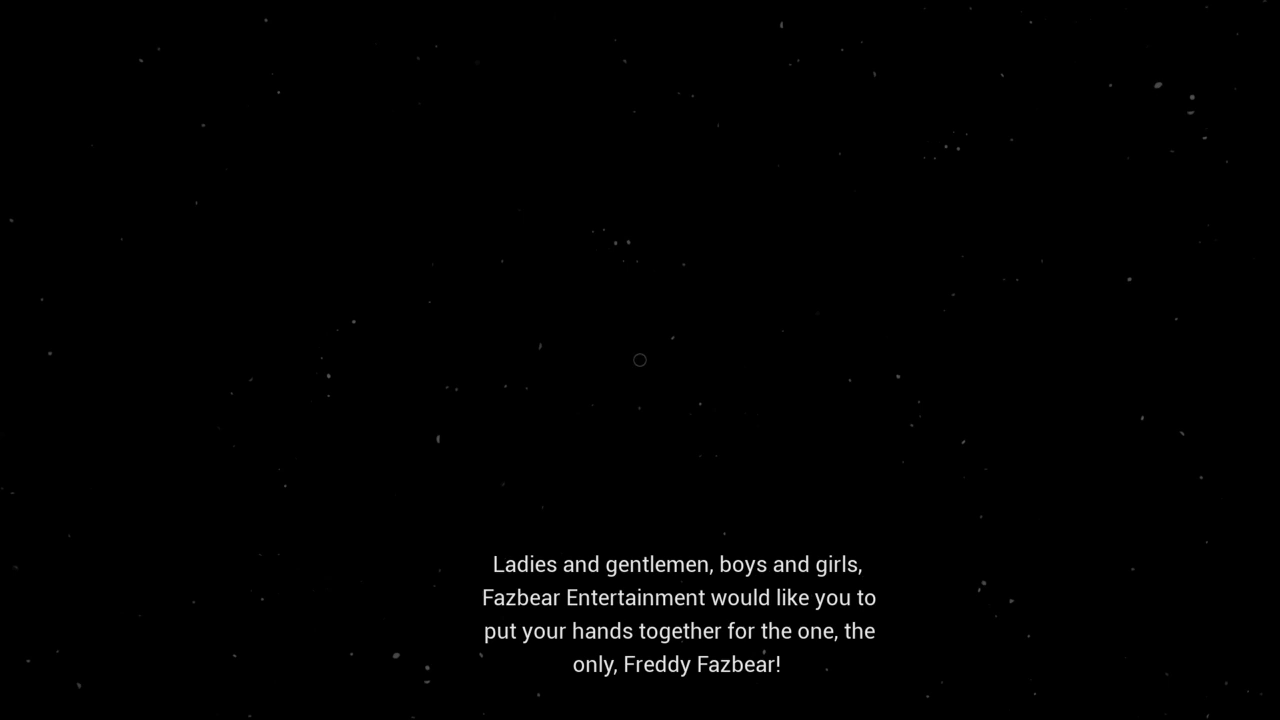 Ladies and gentlemen, boys and girls,
Fazbear Entertainment would like you to
put your hands together for the one, the
only, Freddy Fazbear!